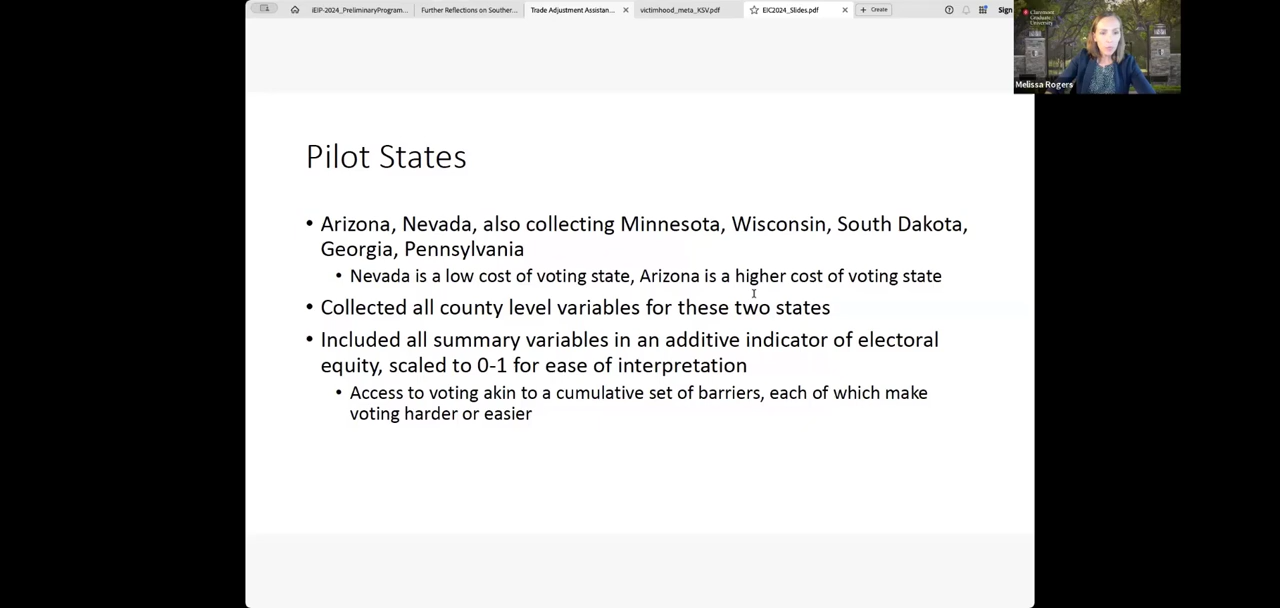 iEIP-2024_PreliminaryProgram...
Further Reflections on Souther...
Trade Adjustment Assistan...
victimhood_meta_KSV.pdf
EIC2024_Slides.pdf
Create
Sign
Claremont
Graduate
University
Melissa Rogers
Pilot States
• Arizona, Nevada, also collecting Minnesota, Wisconsin, South Dakota,
Georgia, Pennsylvania
• Nevada is a low cost of voting state, Arizona is a higher cost of voting state
• Collected all county level variables for these two states
• Included all summary variables in an additive indicator of electoral
equity, scaled to 0-1 for ease of interpretation
• Access to voting akin to a cumulative set of barriers, each of which make
voting harder or easier